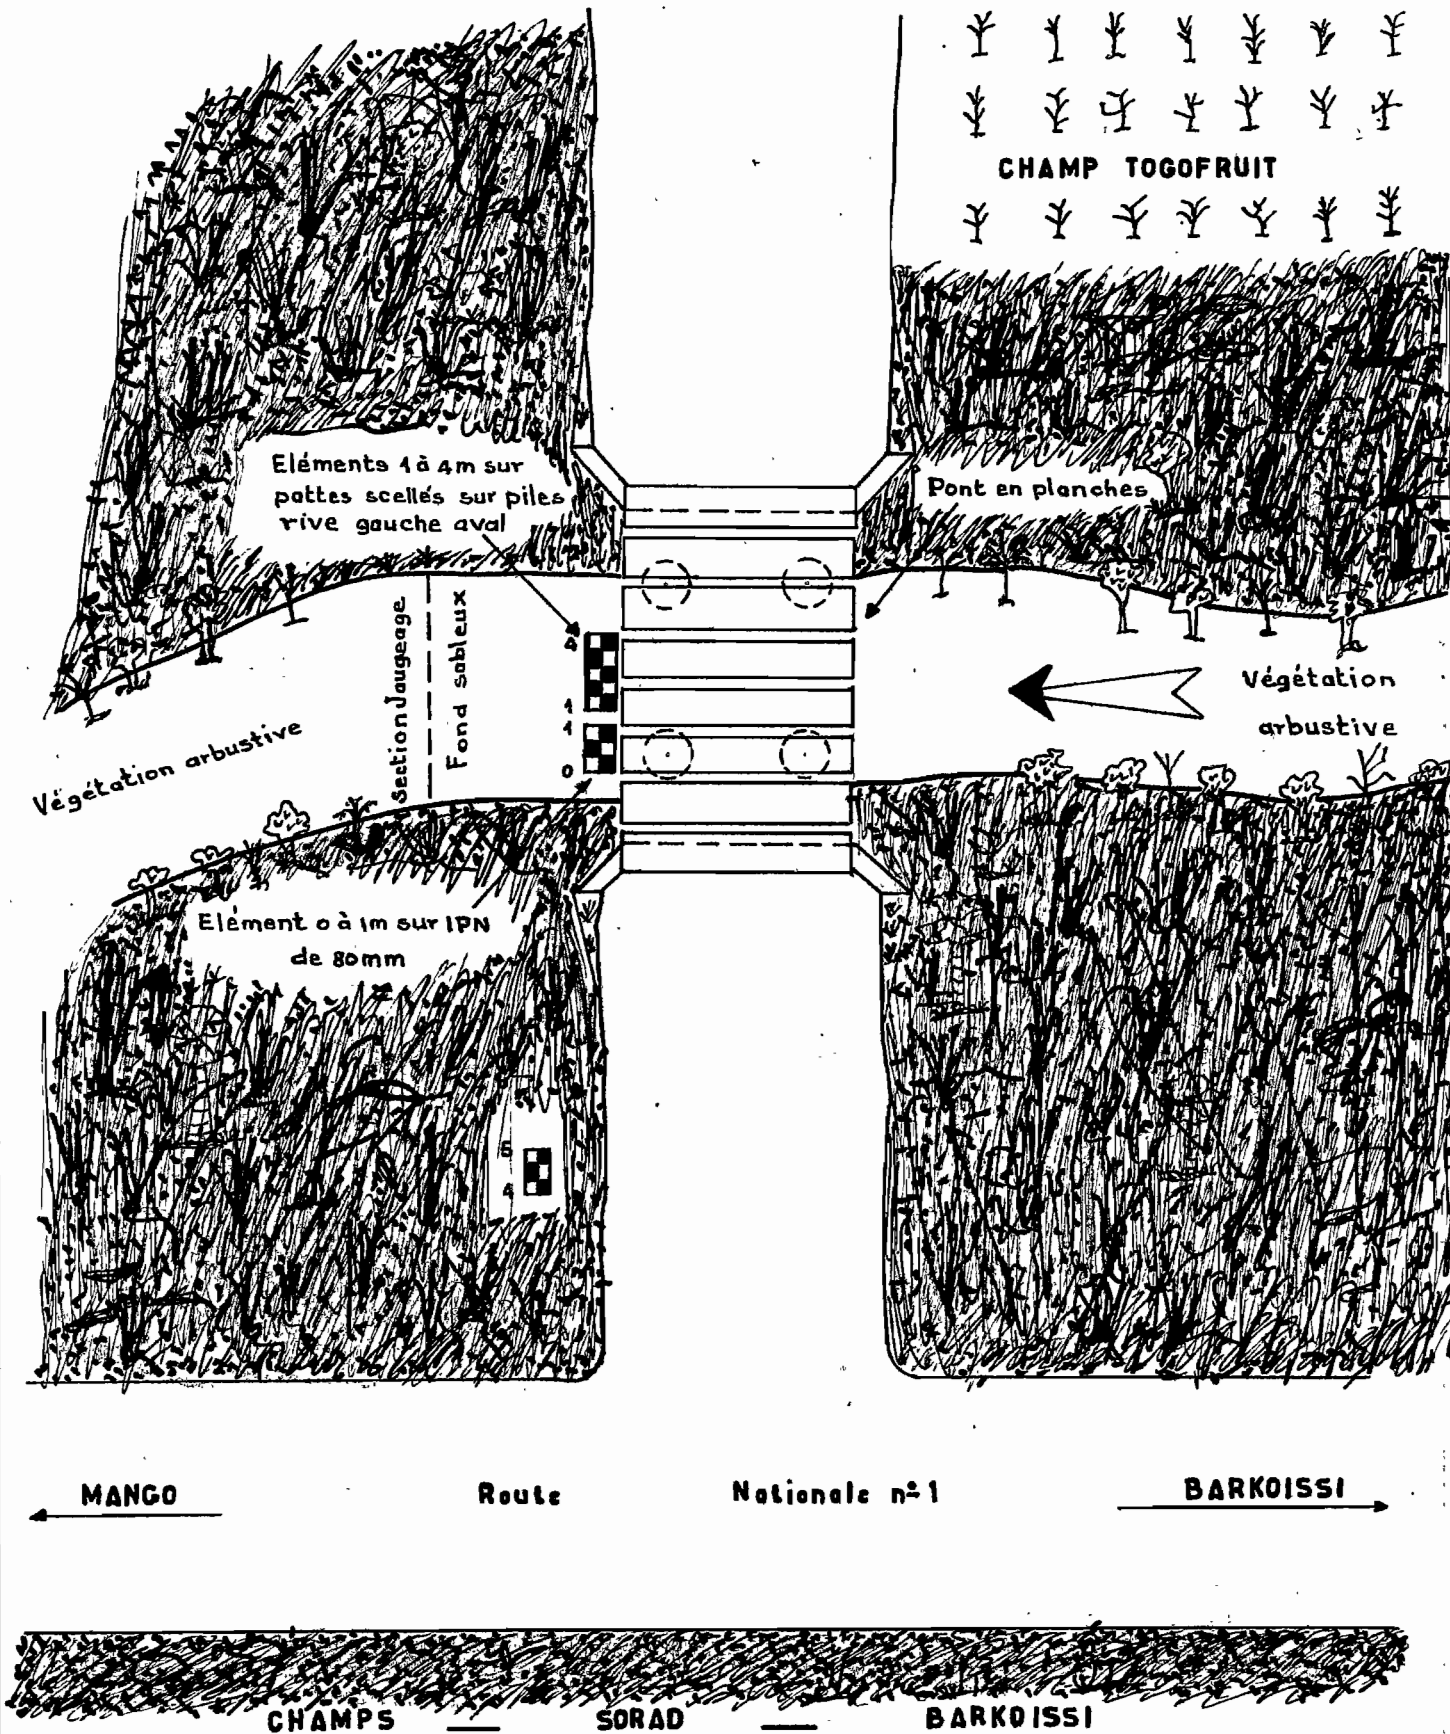 CHAMP TOGOFRUIT
Eléments 1 à 4m sur
pattes scellés sur piles
rive gauche aval
Pont en planches
Section Jaugeage
Fond sableux
4
1
1
0
Végétation
arbustive
Végétation arbustive
Elément 0 à 1m sur IPN
de 80mm
5
4
MANGO Route Nationale nº 1 BARKOISSI
CHAMPS — SORAD — BARKOISSI